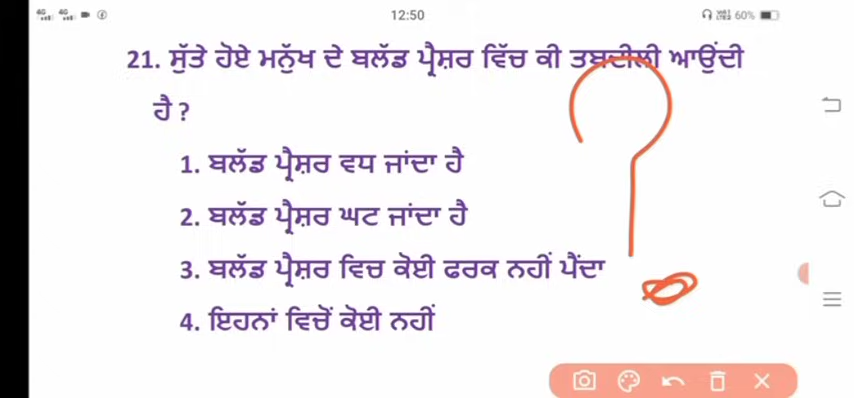 12:50
60%
21. ਸੁੱਤੇ ਹੋਏ ਮਨੁੱਖ ਦੇ ਬਲੱਡ ਪ੍ਰੈਸ਼ਰ ਵਿੱਚ ਕੀ ਤਬਦੀਲੀ ਆਉਂਦੀ
ਹੈ ?
1. ਬਲੱਡ ਪ੍ਰੈਸ਼ਰ ਵਧ ਜਾਂਦਾ ਹੈ
2. ਬਲੱਡ ਪ੍ਰੈਸ਼ਰ ਘਟ ਜਾਂਦਾ ਹੈ
3. ਬਲੱਡ ਪ੍ਰੈਸ਼ਰ ਵਿਚ ਕੋਈ ਫਰਕ ਨਹੀਂ ਪੈਂਦਾ
4. ਇਹਨਾਂ ਵਿਚੋਂ ਕੋਈ ਨਹੀਂ